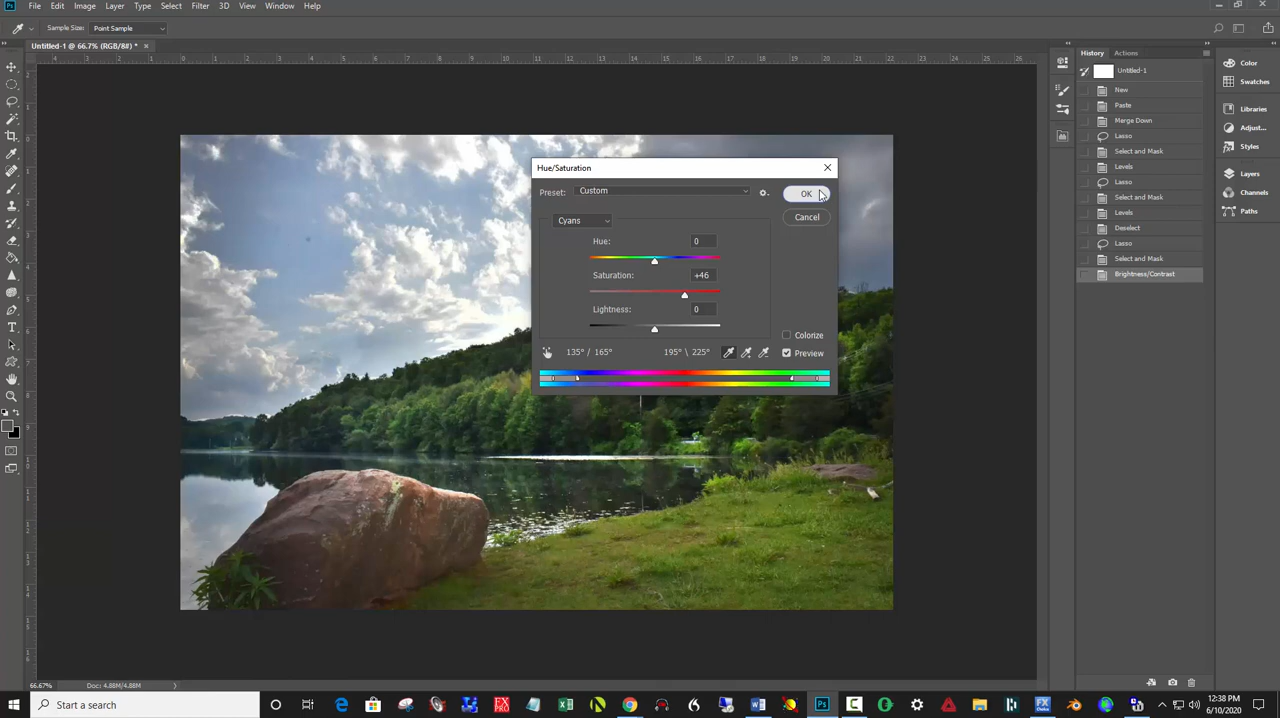 Ps File Edit Image Layer Type Select Filter 3D View Window Help
Sample Size: Point Sample
Untitled-1 @ 66.7% (RGB/8#) * ×
History Actions
Untitled-1
New
Paste
Merge Down
Lasso
Select and Mask
Levels
Lasso
Select and Mask
Levels
Deselect
Lasso
Select and Mask
Brightness/Contrast
Color
Swatches
Libraries
Adjust...
Styles
Layers
Channels
Paths
Hue/Saturation
Preset: Custom
OK
Cancel
Cyans
Hue: 0
Saturation: +46
Lightness: 0
Colorize
Preview
135° / 165° 195° \ 225°
66.67% Doc: 4.88M/4.88M
Start a search
12:38 PM
6/10/2020